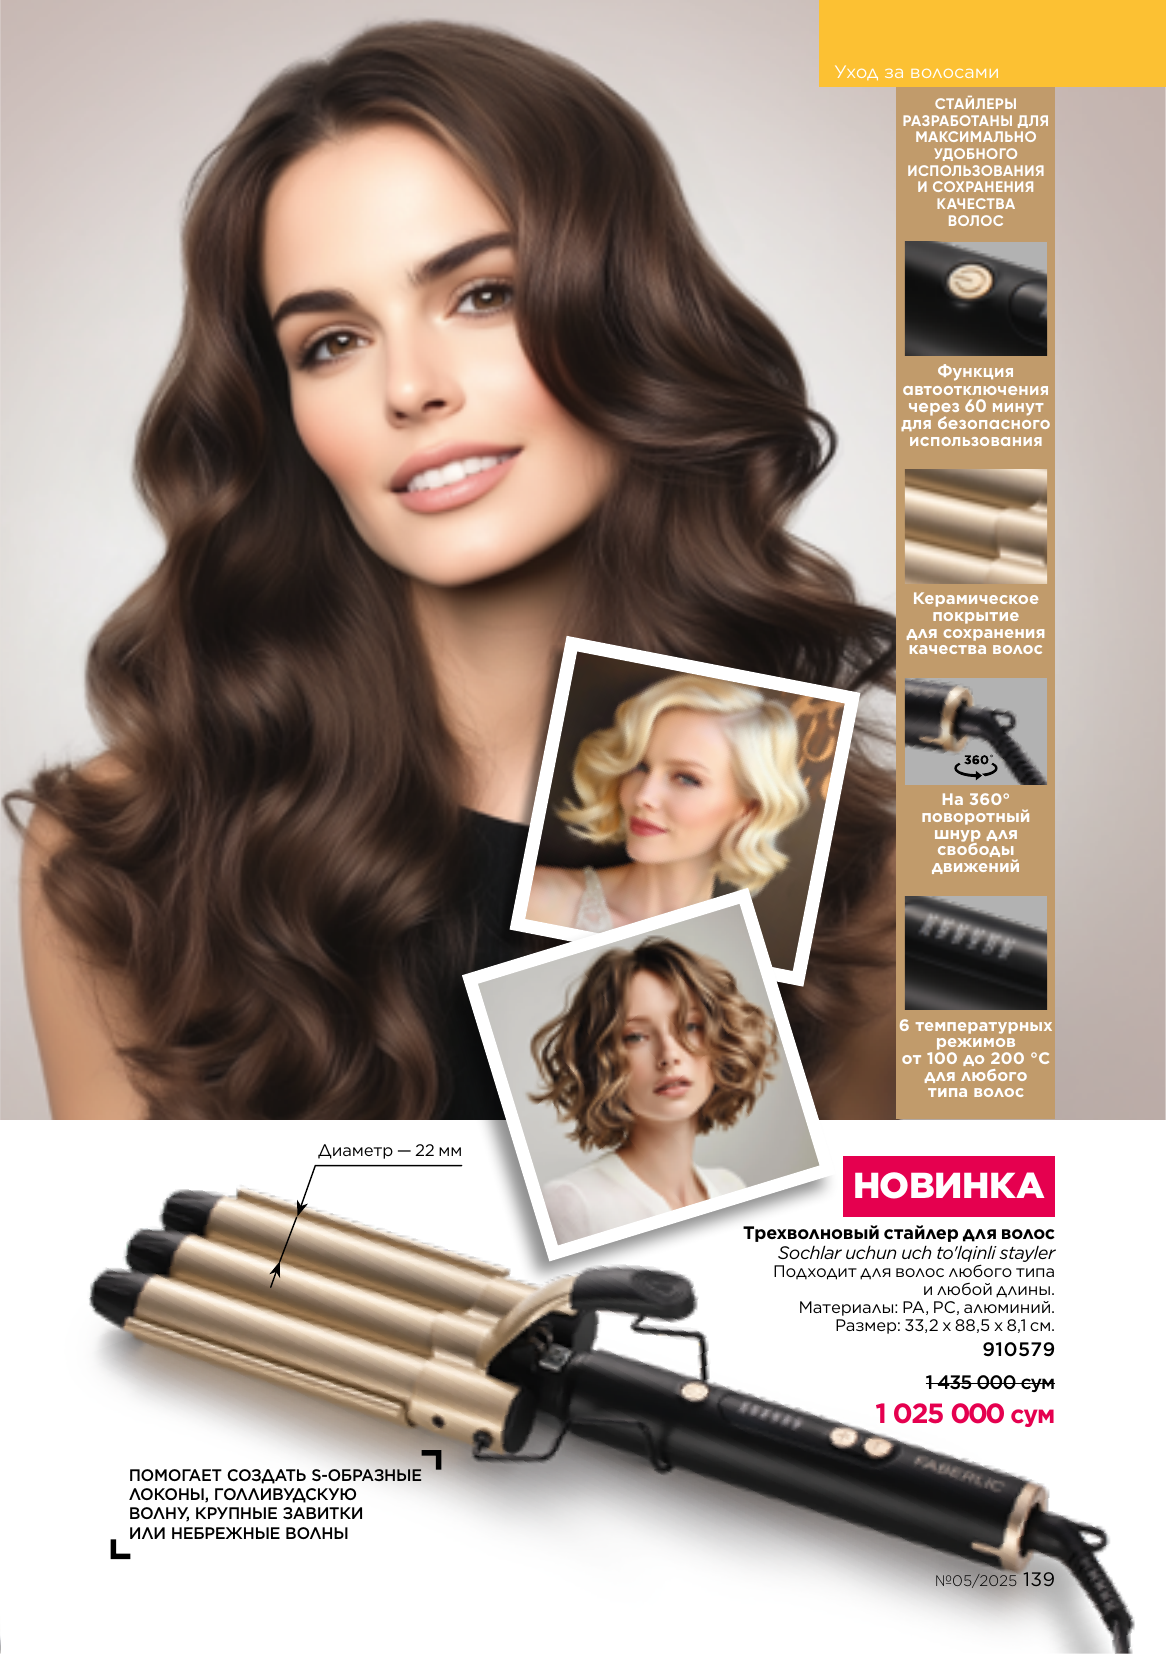 Уход за волосами
СТАЙЛЕРЫ
РАЗРАБОТАНЫ ДЛЯ
МАКСИМАЛЬНО
УДОБНОГО
ИСПОЛЬЗОВАНИЯ
И СОХРАНЕНИЯ
КАЧЕСТВА
ВОЛОС
Функция
автоотключения
через 60 минут
для безопасного
использования
Керамическое
покрытие
для сохранения
качества волос
360°
На 360°
поворотный
шнур для
свободы
движений
6 температурных
режимов
от 100 до 200 °С
для любого
типа волос
Диаметр — 22 мм
НОВИНКА
Трехволновый стайлер для волос
Sochlar uchun uch to'lqinli stayler
Подходит для волос любого типа
и любой длины.
Материалы: PA, PC, алюминий.
Размер: 33,2 x 88,5 x 8,1 см.
910579
1 435 000 сум
1 025 000 сум
FABERLIC
ПОМОГАЕТ СОЗДАТЬ S-ОБРАЗНЫЕ
ЛОКОНЫ, ГОЛЛИВУДСКУЮ
ВОЛНУ, КРУПНЫЕ ЗАВИТКИ
ИЛИ НЕБРЕЖНЫЕ ВОЛНЫ
№05/2025 139